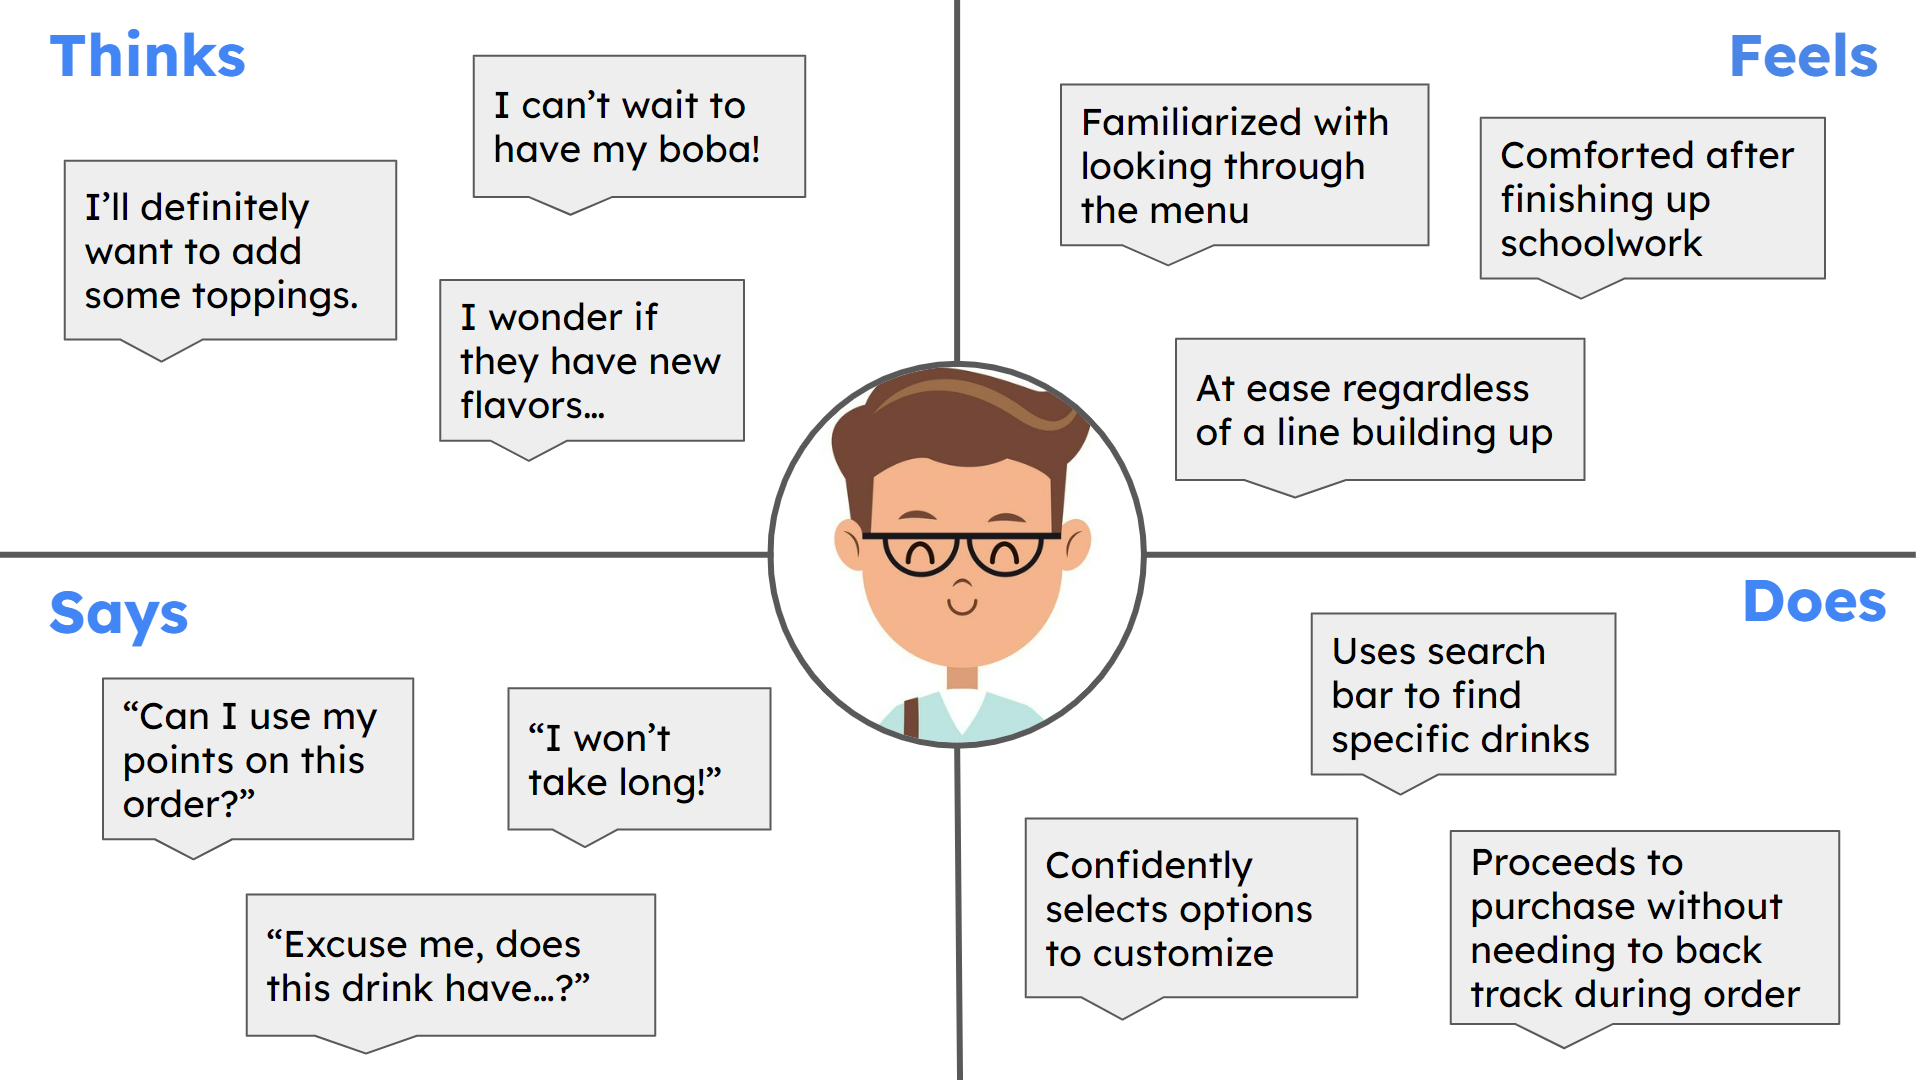 Thinks
I can’t wait to
have my boba!
I’ll definitely
want to add
some toppings.
I wonder if
they have new
flavors…
Feels
Familiarized with
looking through
the menu
Comforted after
finishing up
schoolwork
At ease regardless
of a line building up
Says
“Can I use my
points on this
order?”
“I won’t
take long!”
“Excuse me, does
this drink have…?”
Does
Uses search
bar to find
specific drinks
Confidently
selects options
to customize
Proceeds to
purchase without
needing to back
track during order